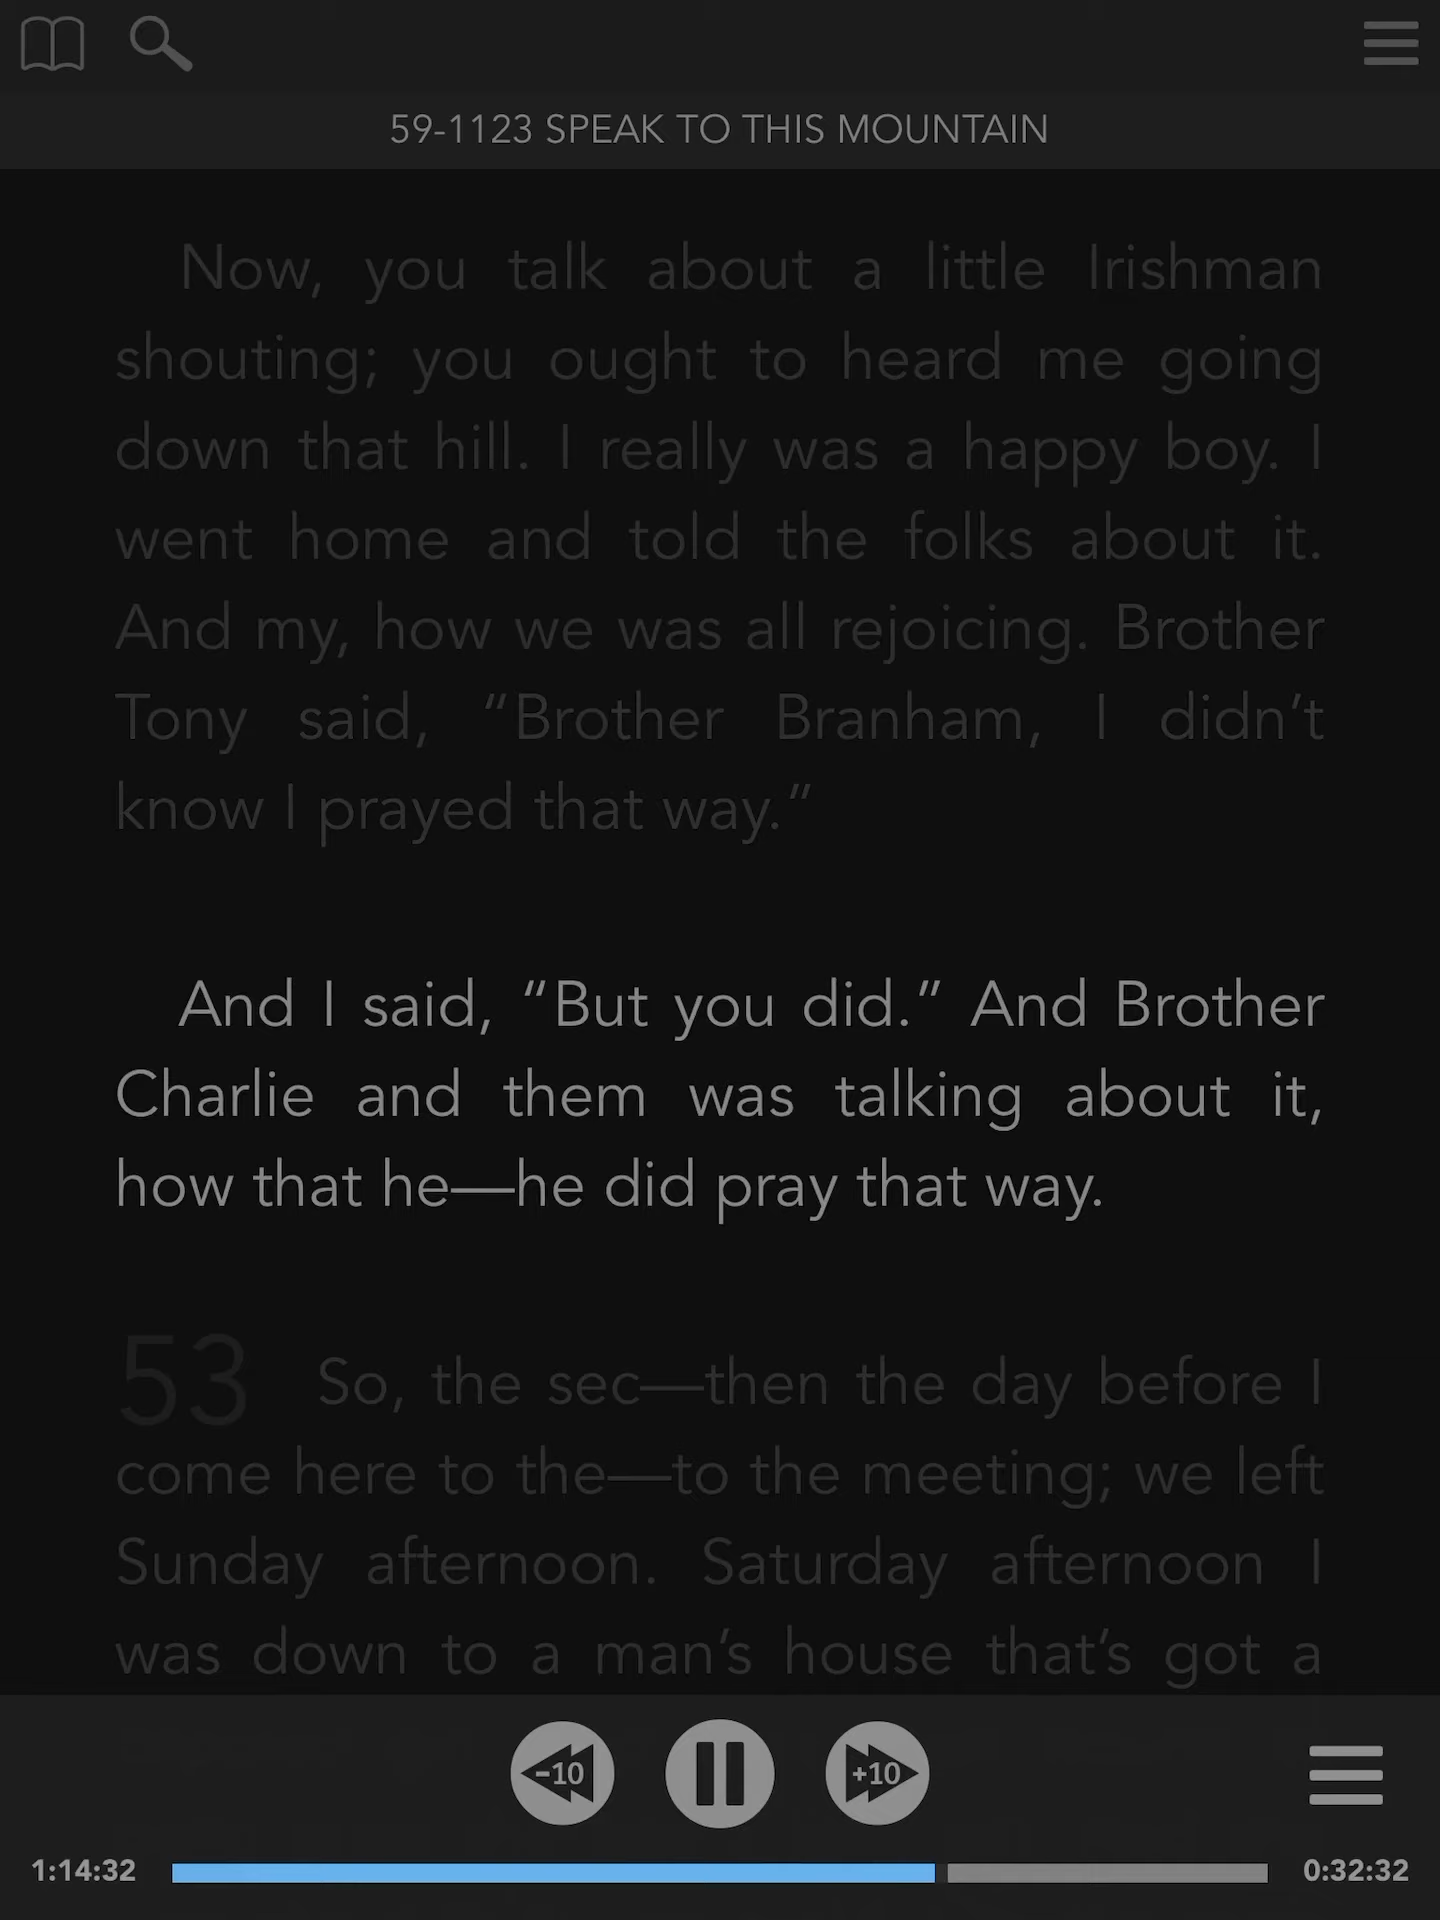 59-1123 SPEAK TO THIS MOUNTAIN
Now, you talk about a little Irishman
shouting; you ought to heard me going
down that hill. I really was a happy boy. I
went home and told the folks about it.
And my, how we was all rejoicing. Brother
Tony said, “Brother Branham, I didn’t
know I prayed that way.”
And I said, “But you did.” And Brother
Charlie and them was talking about it,
how that he—he did pray that way.
53 So, the sec—then the day before I
come here to the—to the meeting; we left
Sunday afternoon. Saturday afternoon I
was down to a man’s house that’s got a
-10 +10
1:14:32 0:32:32